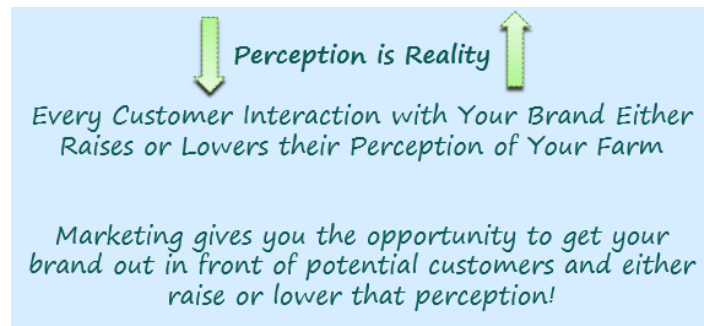 Perception is Reality
Every Customer Interaction with Your Brand Either
Raises or Lowers their Perception of Your Farm
Marketing gives you the opportunity to get your
brand out in front of potential customers and either
raise or lower that perception!